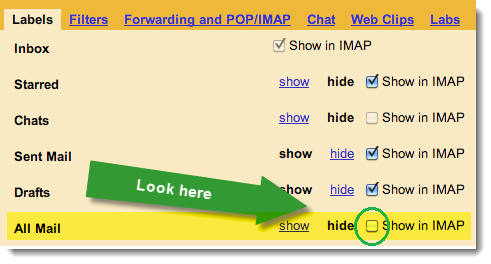 Labels Filters Forwarding and POP/IMAP Chat Web Clips Labs
Inbox Show in IMAP
Starred show hide Show in IMAP
Chats show hide Show in IMAP
Sent Mail show hide Show in IMAP
Drafts show hide Show in IMAP
Look here
All Mail show hide Show in IMAP